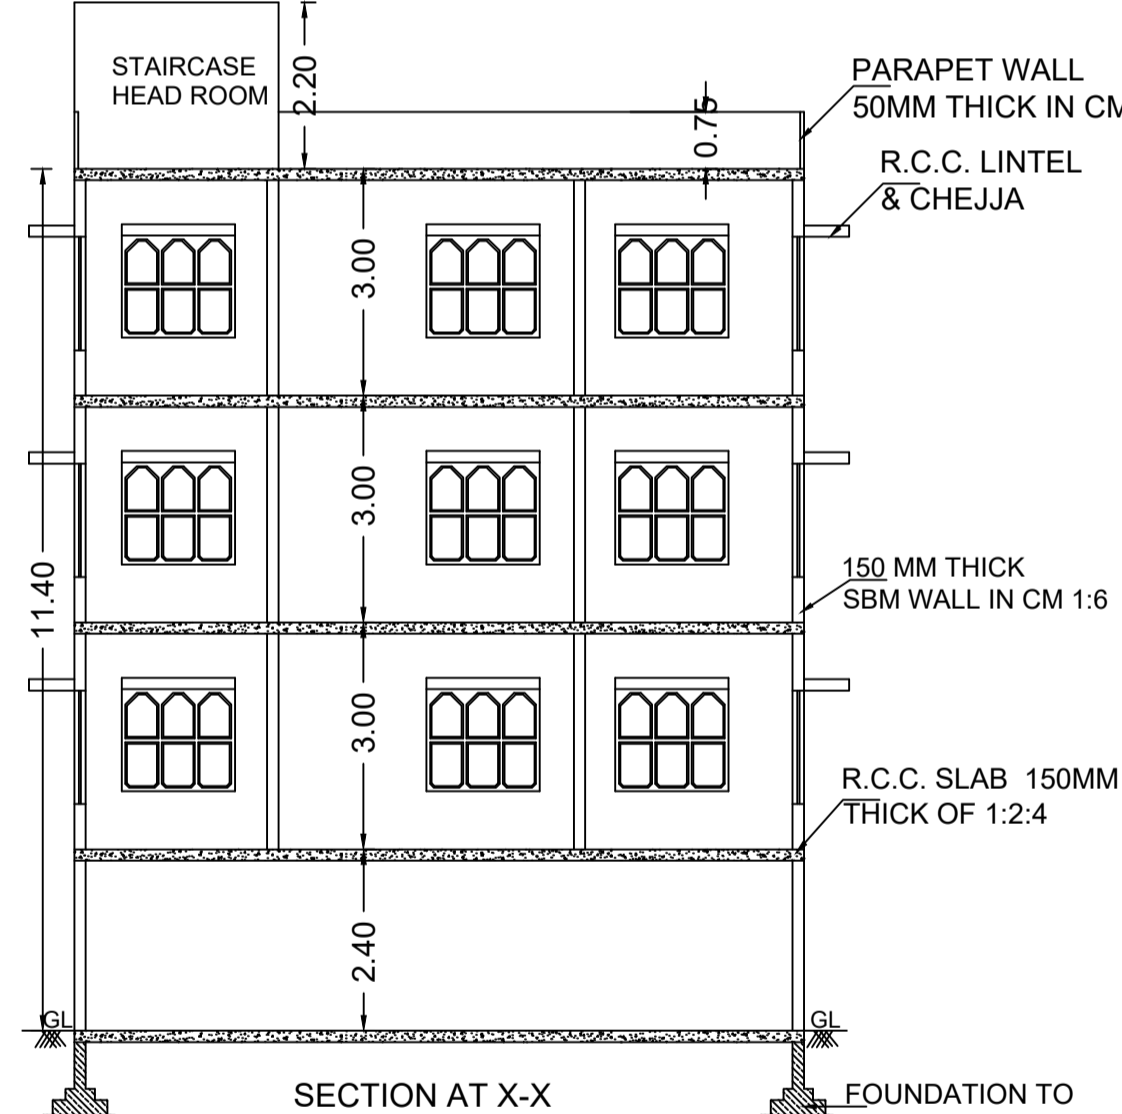 STAIRCASE
HEAD ROOM
2.20
0.75
PARAPET WALL
50MM THICK IN CM
R.C.C. LINTEL
& CHEJJA
3.00
3.00
11.40
150 MM THICK
SBM WALL IN CM 1:6
3.00
R.C.C. SLAB 150MM
THICK OF 1:2:4
2.40
GL
GL
SECTION AT X-X
FOUNDATION TO